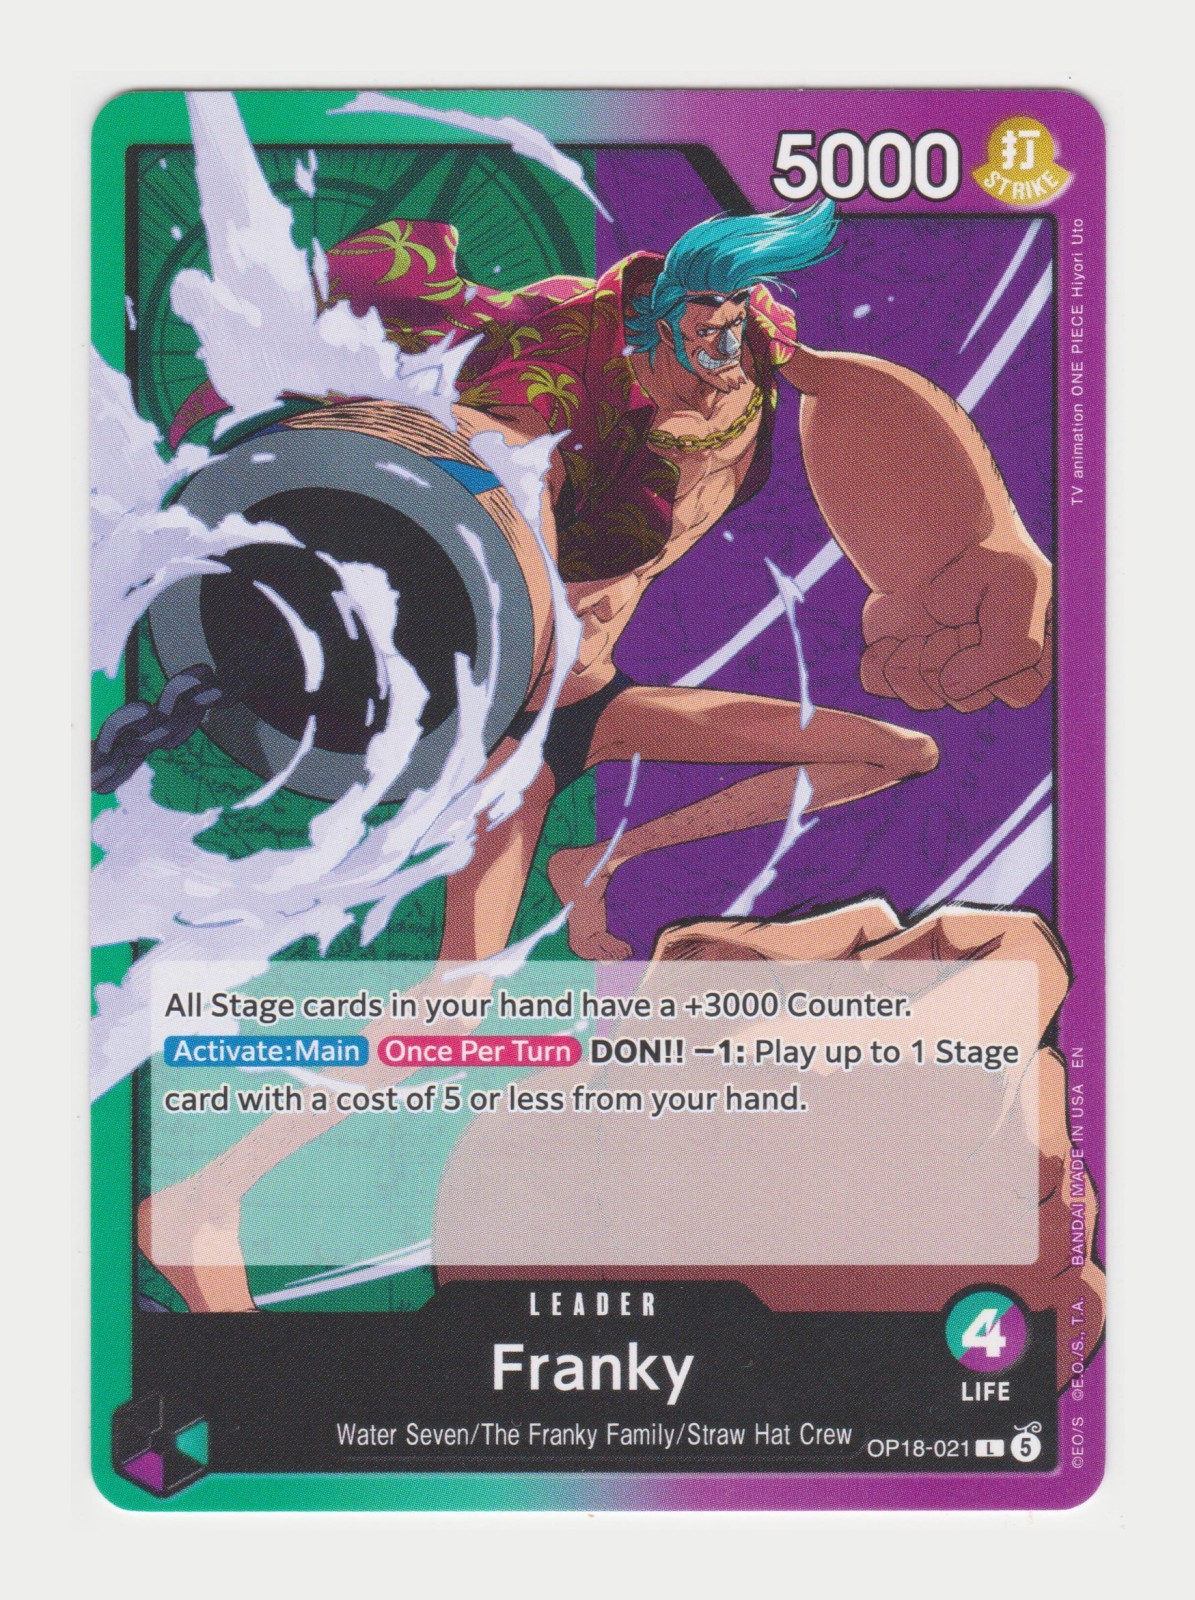 5000
打
STRIKE
TV animation ONE PIECE Hiyori Uto
All Stage cards in your hand have a +3000 Counter.
Activate:Main Once Per Turn DON!! −1: Play up to 1 Stage
card with a cost of 5 or less from your hand.
LEADER
Franky
4
LIFE
Water Seven/The Franky Family/Straw Hat Crew
OP18-021 L 5
©EO/S ©E.O./S., T.A. BANDAI MADE IN USA EN